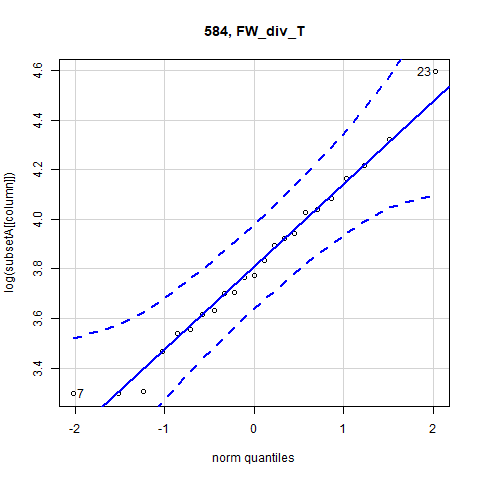 584, FW_div_T
log(subsetA[[column]])
4.6
4.4
4.2
4.0
3.8
3.6
3.4
23
7
-2 -1 0 1 2
norm quantiles